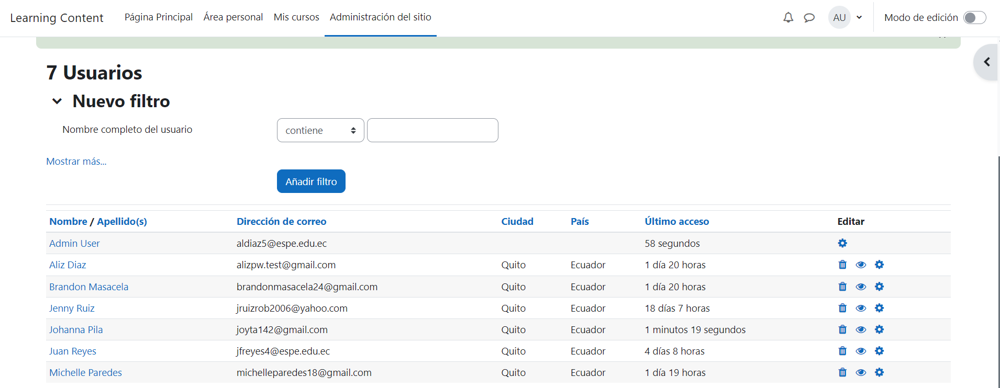 Learning Content Página Principal Área personal Mis cursos Administración del sitio AU Modo de edición
7 Usuarios
Nuevo filtro
Nombre completo del usuario contiene
Mostrar más...
Añadir filtro
Nombre / Apellido(s) Dirección de correo Ciudad País Último acceso Editar
Admin User aldiaz5@espe.edu.ec 58 segundos
Aliz Diaz alizpw.test@gmail.com Quito Ecuador 1 día 20 horas
Brandon Masacela brandonmasacela24@gmail.com Quito Ecuador 1 día 20 horas
Jenny Ruiz jruizrob2006@yahoo.com Quito Ecuador 18 días 7 horas
Johanna Pila joyta142@gmail.com Quito Ecuador 1 minutos 19 segundos
Juan Reyes jfreyes4@espe.edu.ec Quito Ecuador 4 días 8 horas
Michelle Paredes michelleparedes18@gmail.com Quito Ecuador 1 día 19 horas